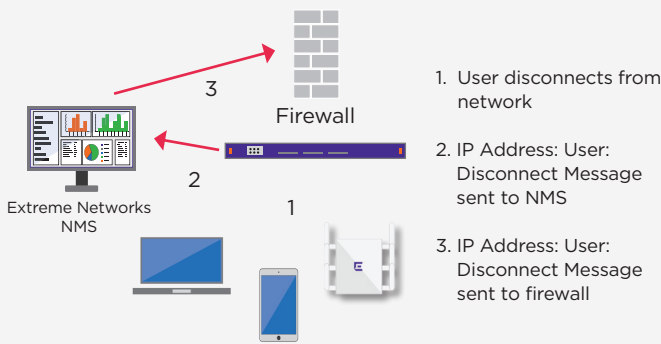 3
Firewall
2
Extreme Networks
NMS
1
E
1. User disconnects from
network
2. IP Address: User:
Disconnect Message
sent to NMS
3. IP Address: User:
Disconnect Message
sent to firewall